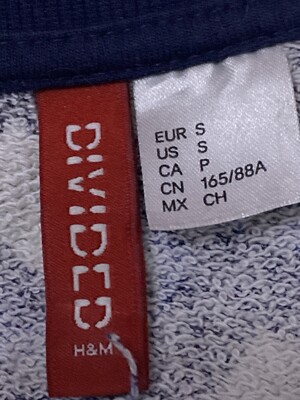 DIVIDED
H&M
EUR S
US S
CA P
CN 165/88A
MX CH